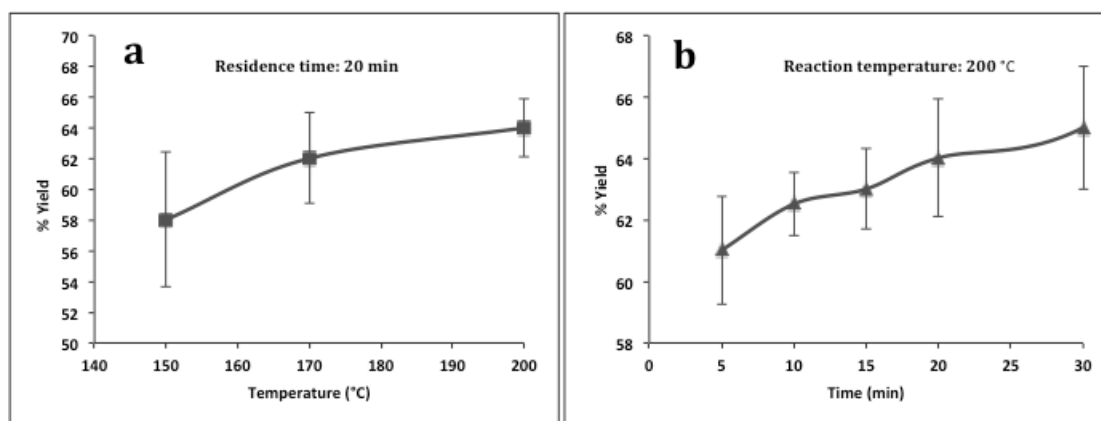 a
Residence time: 20 min
% Yield
70
68
66
64
62
60
58
56
54
52
50
140 150 160 170 180 190 200
Temperature (°C)
b
Reaction temperature: 200 °C
% Yield
68
66
64
62
60
58
0 5 10 15 20 25 30
Time (min)